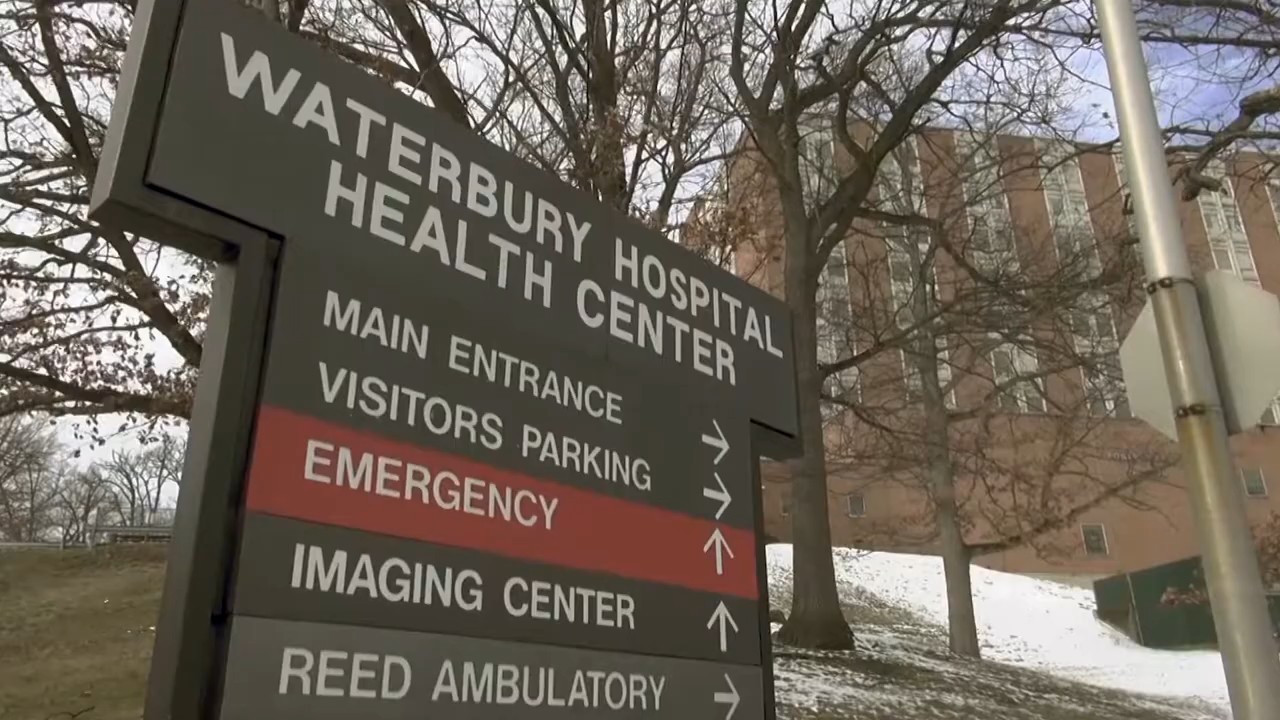 WATERBURY HOSPITAL
HEALTH CENTER
MAIN ENTRANCE →
VISITORS PARKING →
EMERGENCY ↑
IMAGING CENTER ↑
REED AMBULATORY →